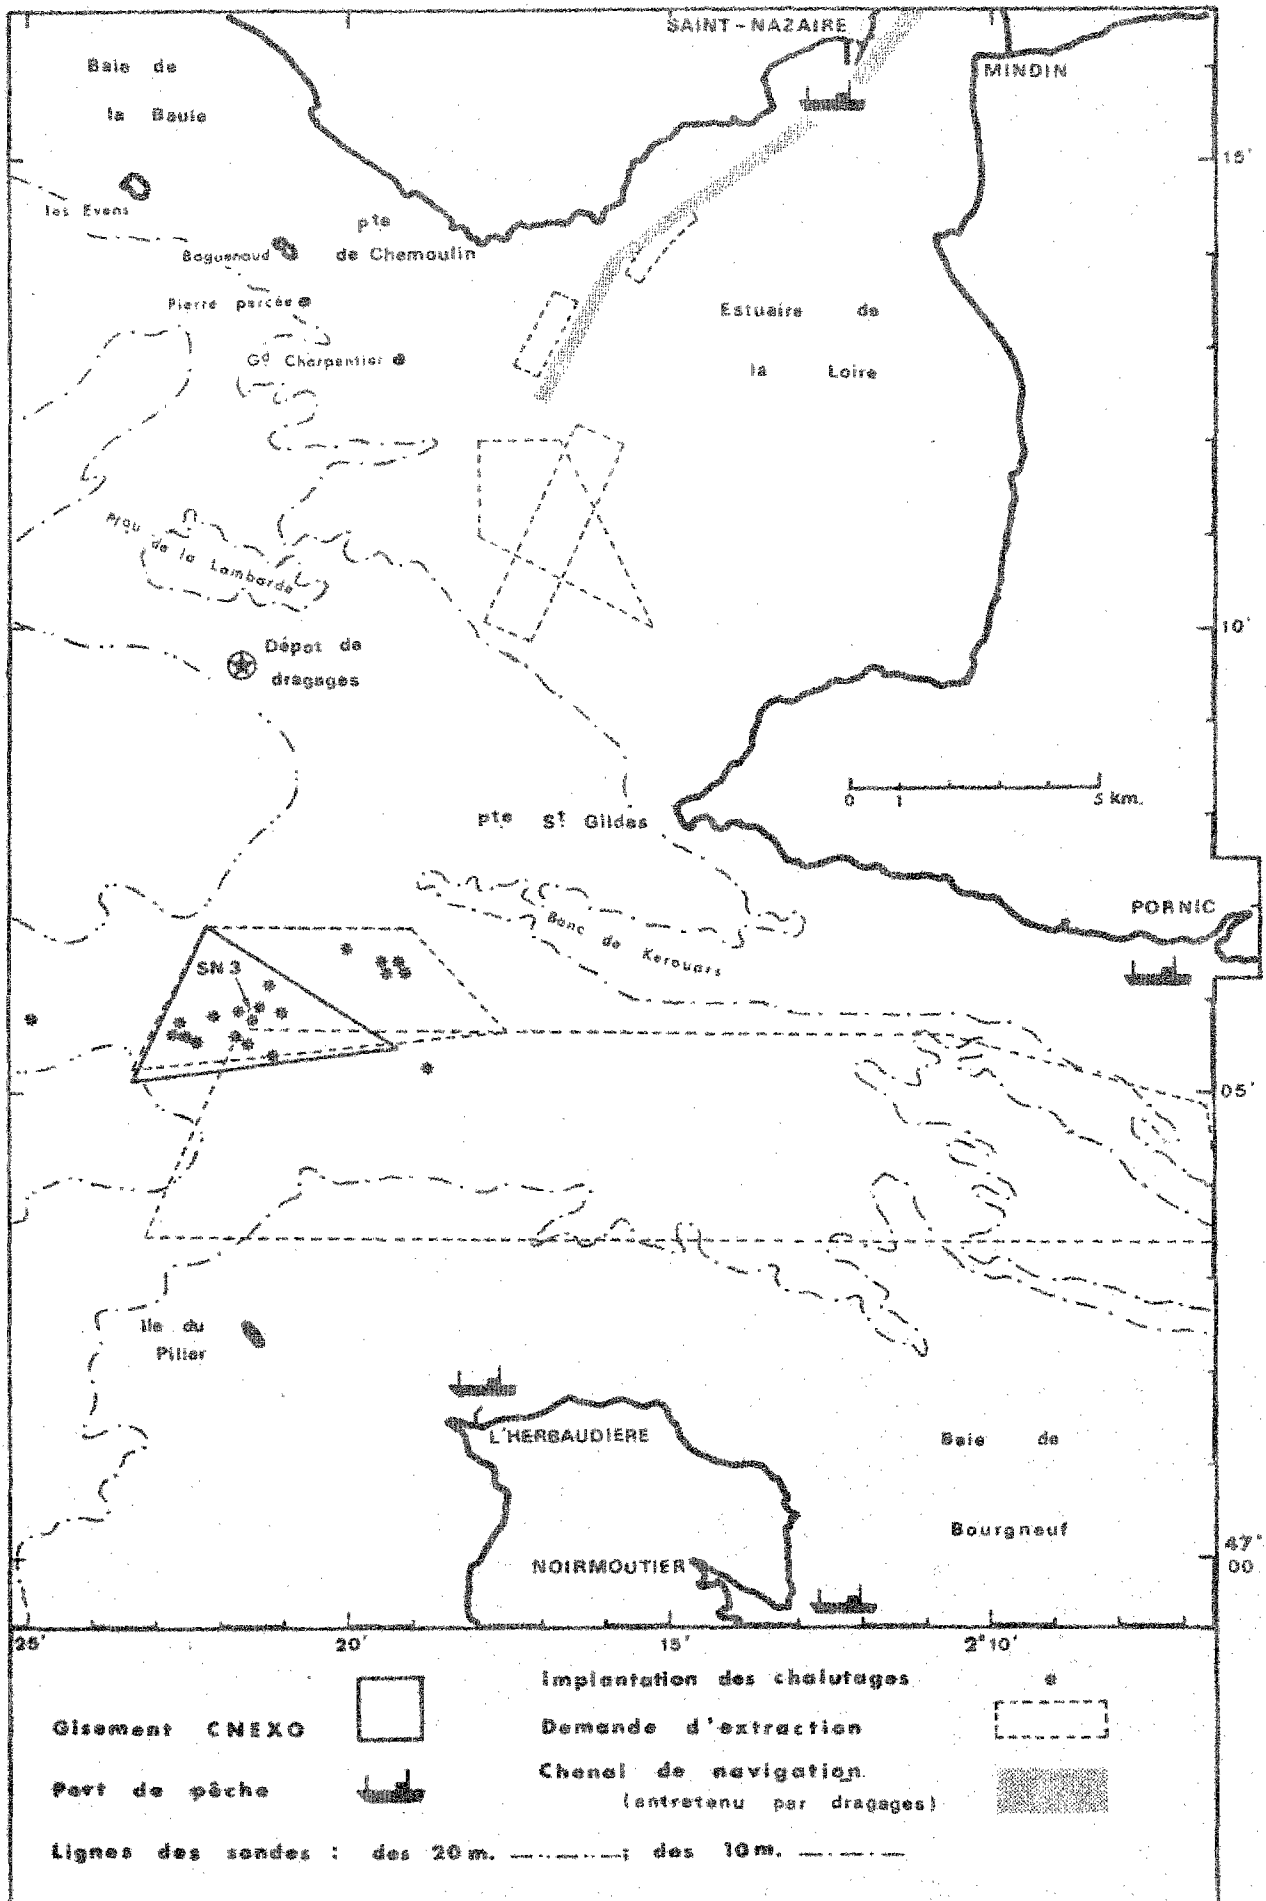 SAINT-NAZAIRE
MINDIN
Baie de
la Baule
15'
les Evens
pte
de Chemoulin
Baguenaud
Pierre percée
Estuaire de
la Loire
Gd Charpentier
Plau de la Lambarde
10'
Dépot de
dragages
0 1 5 km.
pte St Gildas
PORNIC
Banc de Kerouars
SN3
05'
Ile du
Pilier
L'HERBAUDIERE
Baie de
Bourgneuf
47°
00
NOIRMOUTIER
25' 20' 15' 2°10'
Implantation des chalutages
Gisement CNEXO
Demande d'extraction
Port de pêche
Chenal de navigation
(entretenu par dragages)
Lignes des sondes : des 20 m. ; des 10 m.